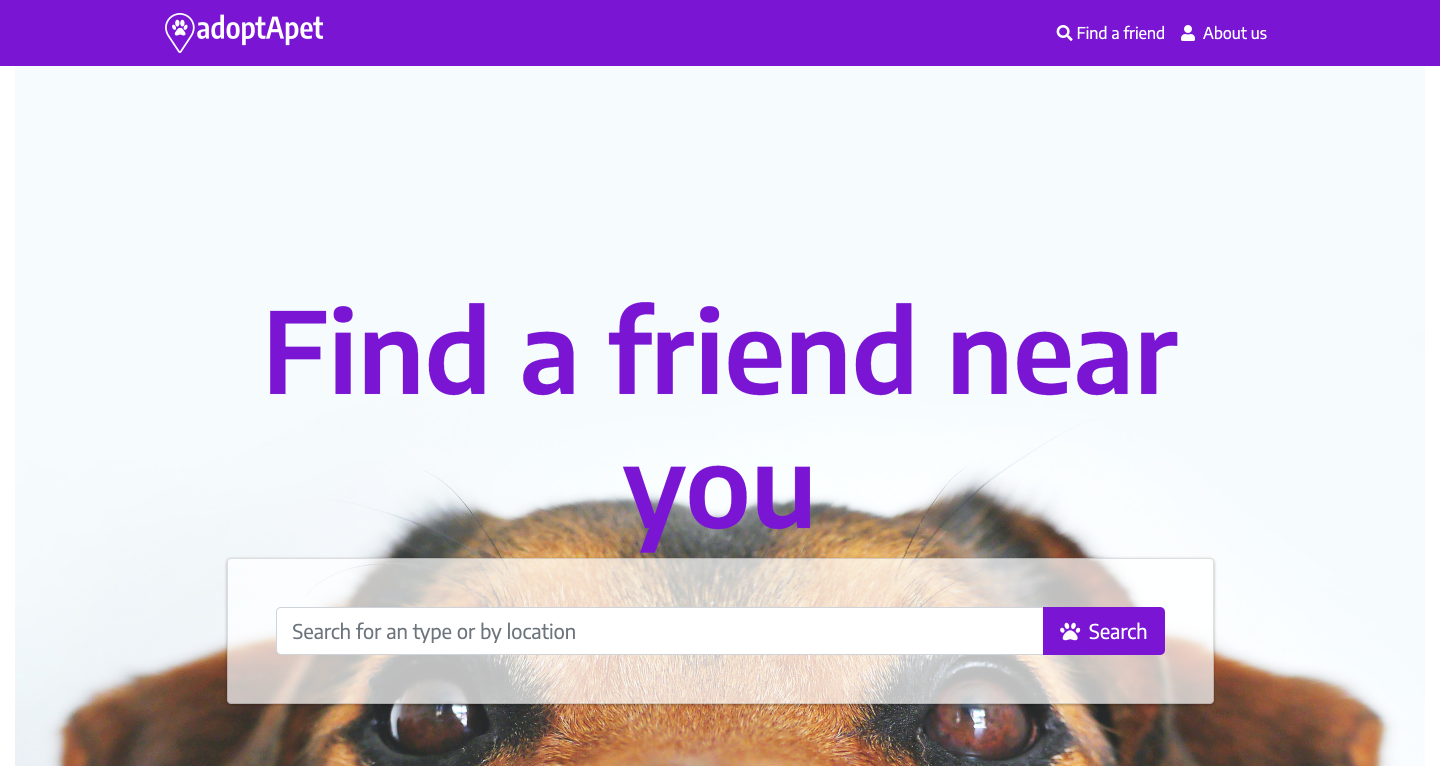 adoptApet
Find a friend
About us
Find a friend near
you
Search for an type or by location
Search